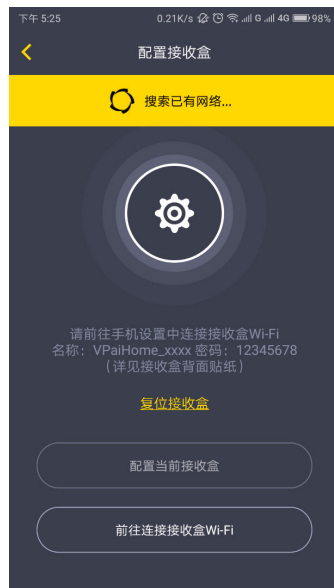 下午 5:25 0.21K/s G 4G 98%
配置接收盒
搜索已有网络...
请前往手机设置中连接接收盒Wi-Fi
名称：VPaiHome_xxxx 密码：12345678
（详见接收盒背面贴纸）
复位接收盒
配置当前接收盒
前往连接接收盒Wi-Fi